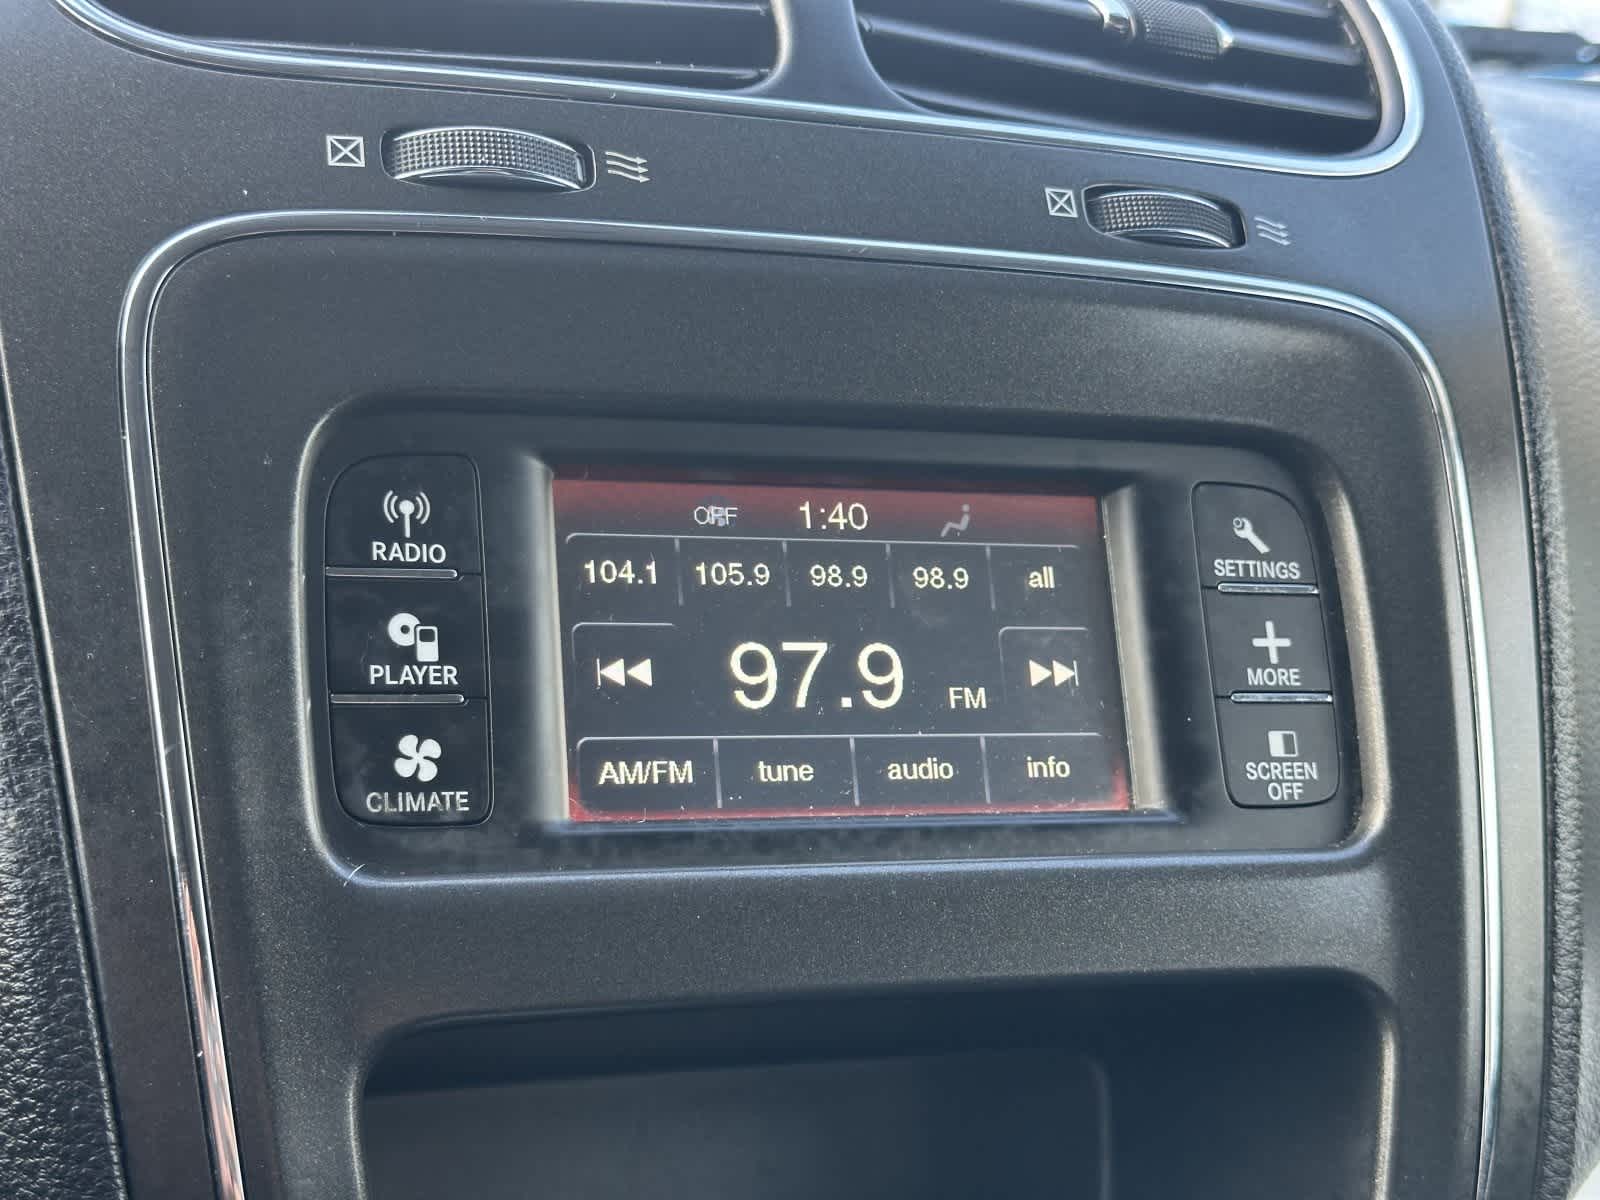 OFF 1:40
104.1 105.9 98.9 98.9 all
97.9 FM
AM/FM tune audio info
RADIO
PLAYER
CLIMATE
SETTINGS
MORE
SCREEN
OFF